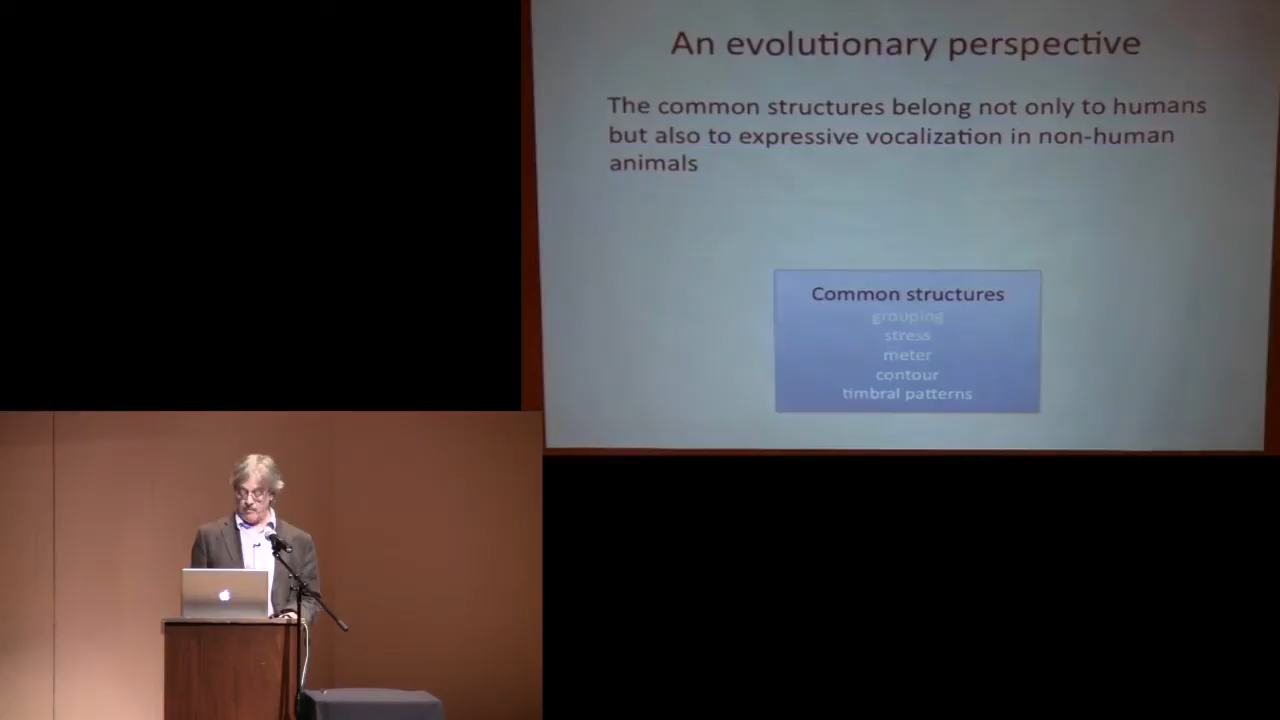 An evolutionary perspective
The common structures belong not only to humans
but also to expressive vocalization in non-human
animals
Common structures
grouping
stress
meter
contour
timbral patterns